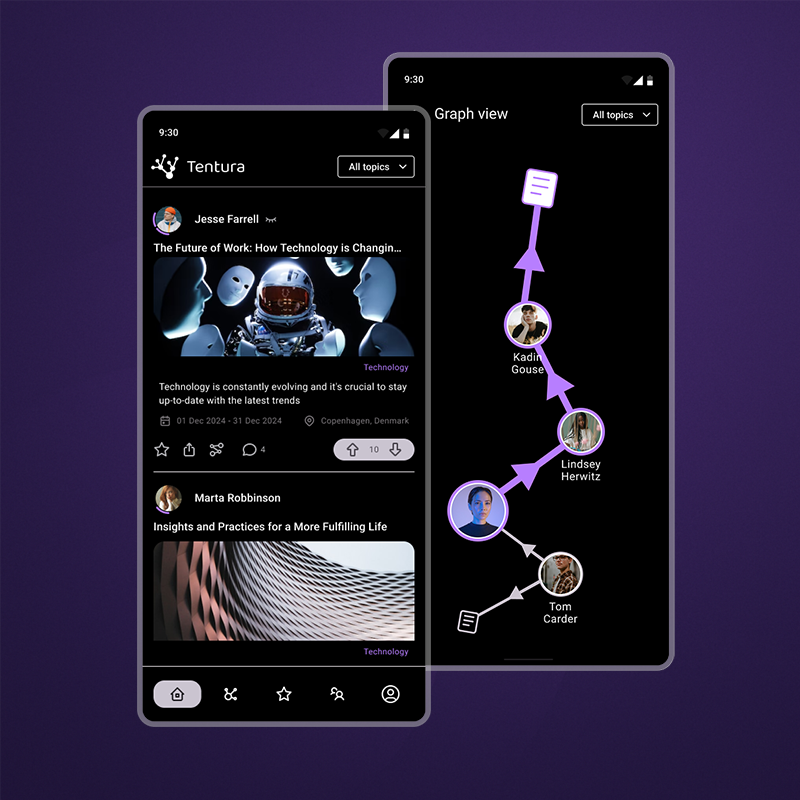 9:30
Tentura
All topics
Jesse Farrell
The Future of Work: How Technology is Changin...
Technology
Technology is constantly evolving and it's crucial to stay
up-to-date with the latest trends
01 Dec 2024 - 31 Dec 2024
Copenhagen, Denmark
4
10
Marta Robbinson
Insights and Practices for a More Fulfilling Life
Technology
9:30
Graph view
All topics
Kadin
Gouse
Lindsey
Herwitz
Tom
Carder